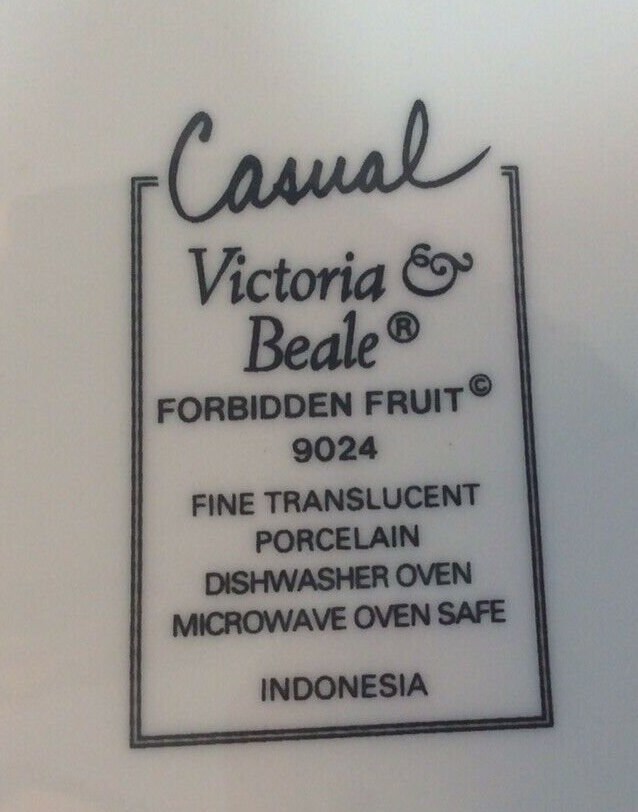 Casual
Victoria &
Beale®
FORBIDDEN FRUIT©
9024
FINE TRANSLUCENT
PORCELAIN
DISHWASHER OVEN
MICROWAVE OVEN SAFE
INDONESIA